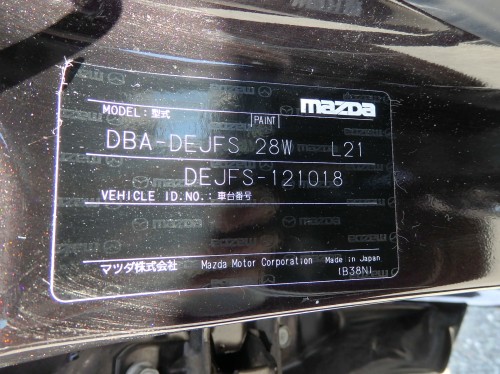 mazda
MODEL: 型式 PAINT
DBA-DEJFS 28W L21
DEJFS-121018
VEHICLE ID.NO.: 車台番号
マツダ株式会社 Mazda Motor Corporation Made in Japan
1B38N1